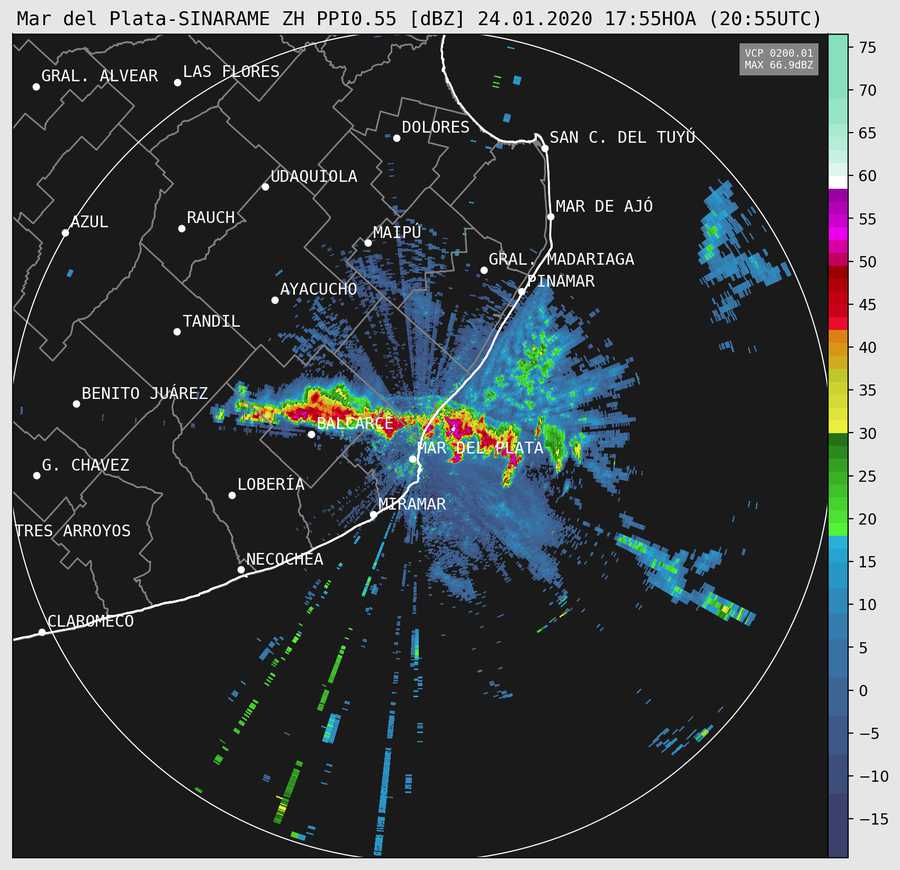 Mar del Plata-SINARAME ZH PPI0.55 [dBZ] 24.01.2020 17:55HOA (20:55UTC)
VCP 0200.01
MAX 66.9dBZ
GRAL. ALVEAR
LAS FLORES
DOLORES
SAN C. DEL TUYÚ
UDAQUIOLA
AZUL
RAUCH
MAR DE AJÓ
MAIPÚ
GRAL. MADARIAGA
PINAMAR
AYACUCHO
TANDIL
BENITO JUÁREZ
BALCARCE
MAR DEL PLATA
G. CHAVEZ
LOBERÍA
MIRAMAR
TRES ARROYOS
NECOCHEA
CLAROMECO
75
70
65
60
55
50
45
40
35
30
25
20
15
10
5
0
−5
−10
−15